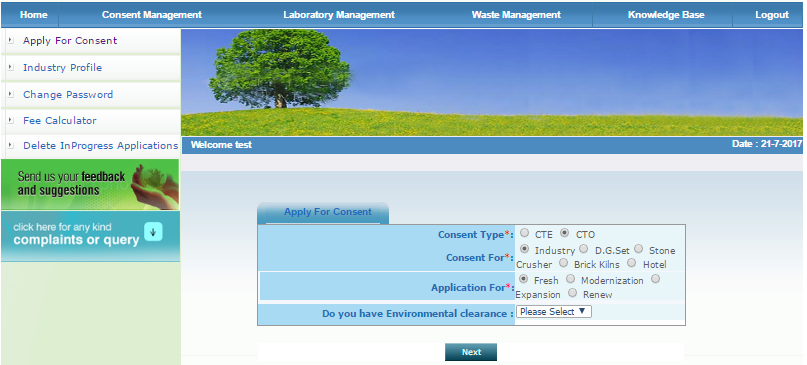 Home Consent Management Laboratory Management Waste Management Knowledge Base Logout
Apply For Consent
Industry Profile
Change Password
Fee Calculator
Delete InProgress Applications
Send us your feedback
and suggestions
click here for any kind
complaints or query
Welcome test Date : 21-7-2017
Apply For Consent
Consent Type*: CTE CTO
Consent For*: Industry D.G.Set Stone
Crusher Brick Kilns Hotel
Application For*: Fresh Modernization
Expansion Renew
Do you have Environmental clearance : Please Select
Next